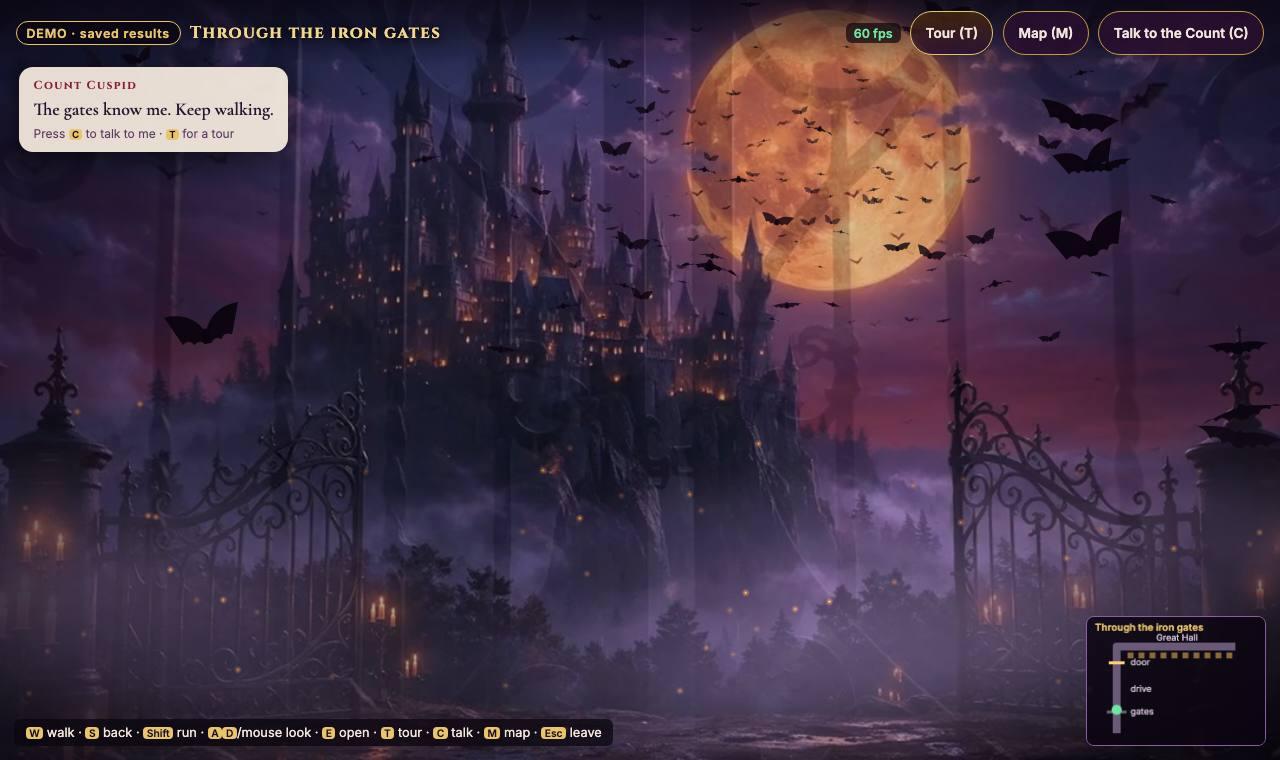 DEMO · saved results
THROUGH THE IRON GATES
60 fps
Tour (T)
Map (M)
Talk to the Count (C)
COUNT CUSPID
The gates know me. Keep walking.
Press C to talk to me · T for a tour
Through the iron gates
Great Hall
door
drive
gates
W walk · S back · Shift run · A D/mouse look · E open · T tour · C talk · M map · Esc leave